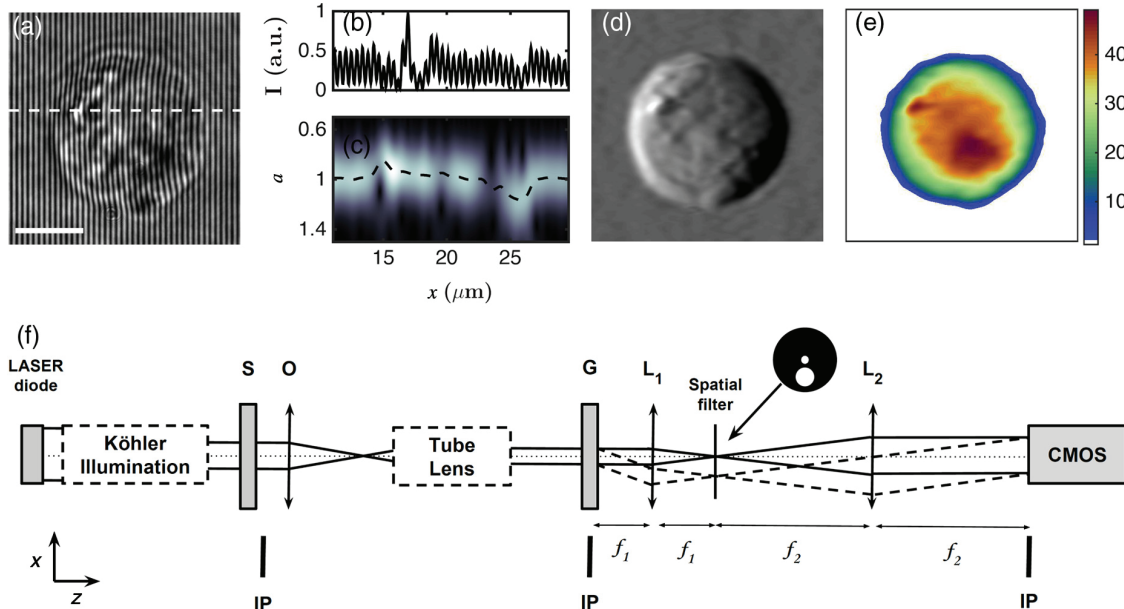 (a)
(b)
I (a.u.)
1
0.5
0
(c)
a
0.6
1
1.4
15 20 25
x (μm)
(d)
(e)
40
30
20
10
(f)
LASER
diode
Köhler
Illumination
S
O
Tube
Lens
G
L1
Spatial
filter
L2
CMOS
f1
f1
f2
f2
x
z
IP
IP
IP